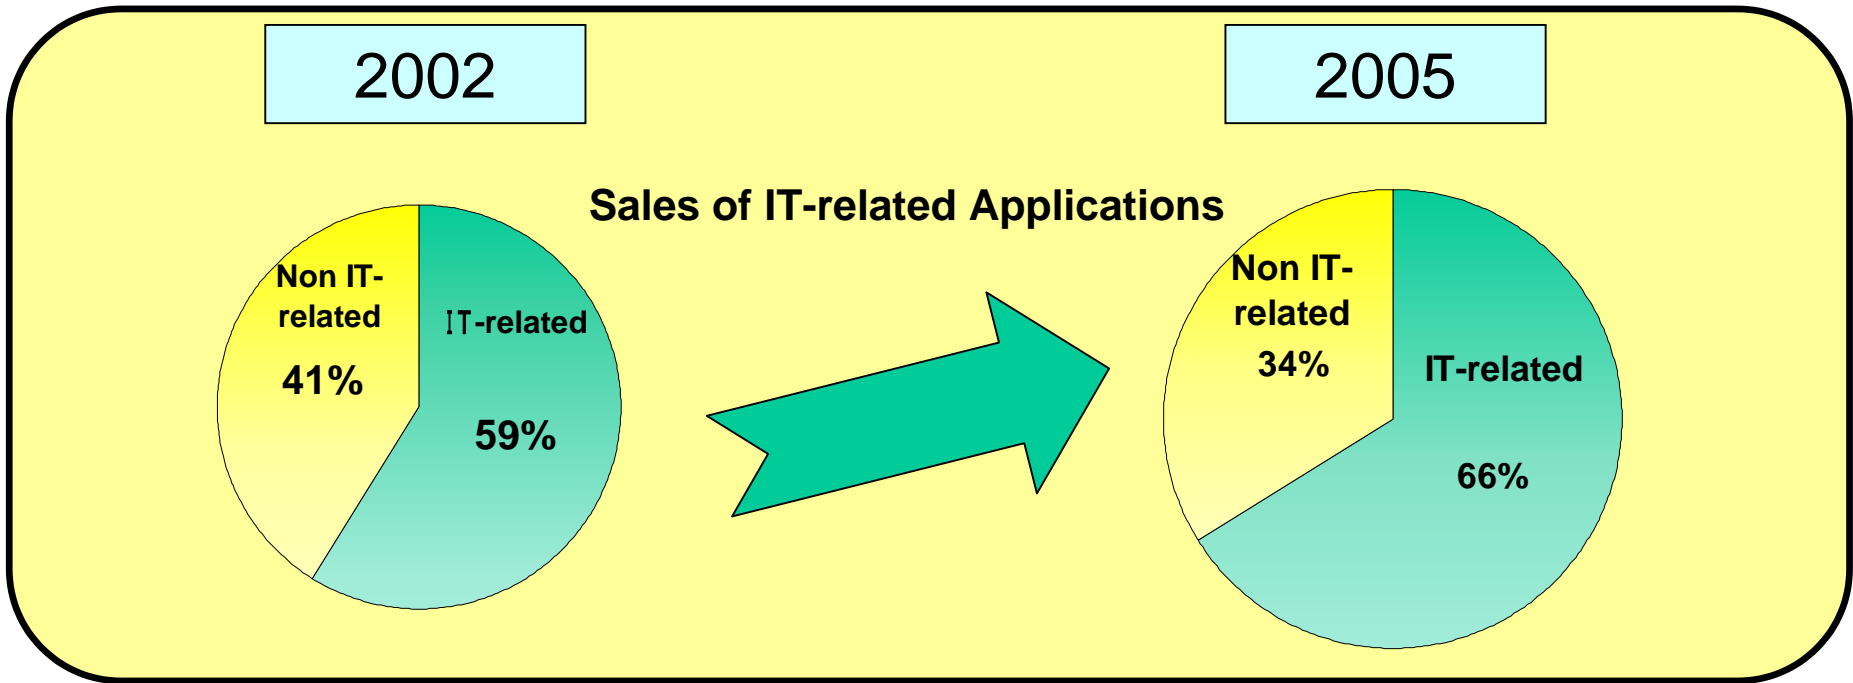 2002
2005
Sales of IT-related Applications
Non IT-
related
41%
IT-related
59%
Non IT-
related
34%
IT-related
66%